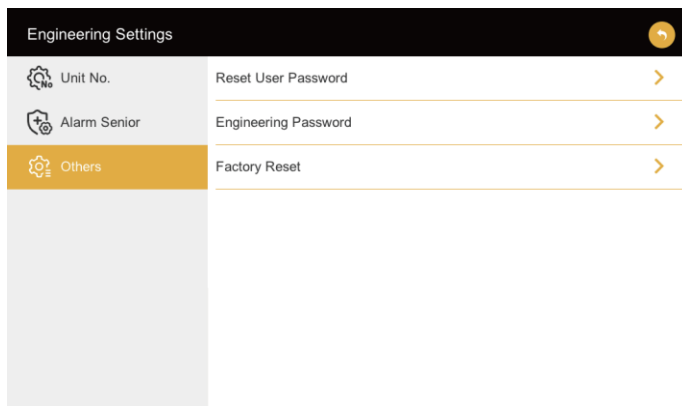 Engineering Settings
Unit No.
Alarm Senior
Others
Reset User Password
Engineering Password
Factory Reset